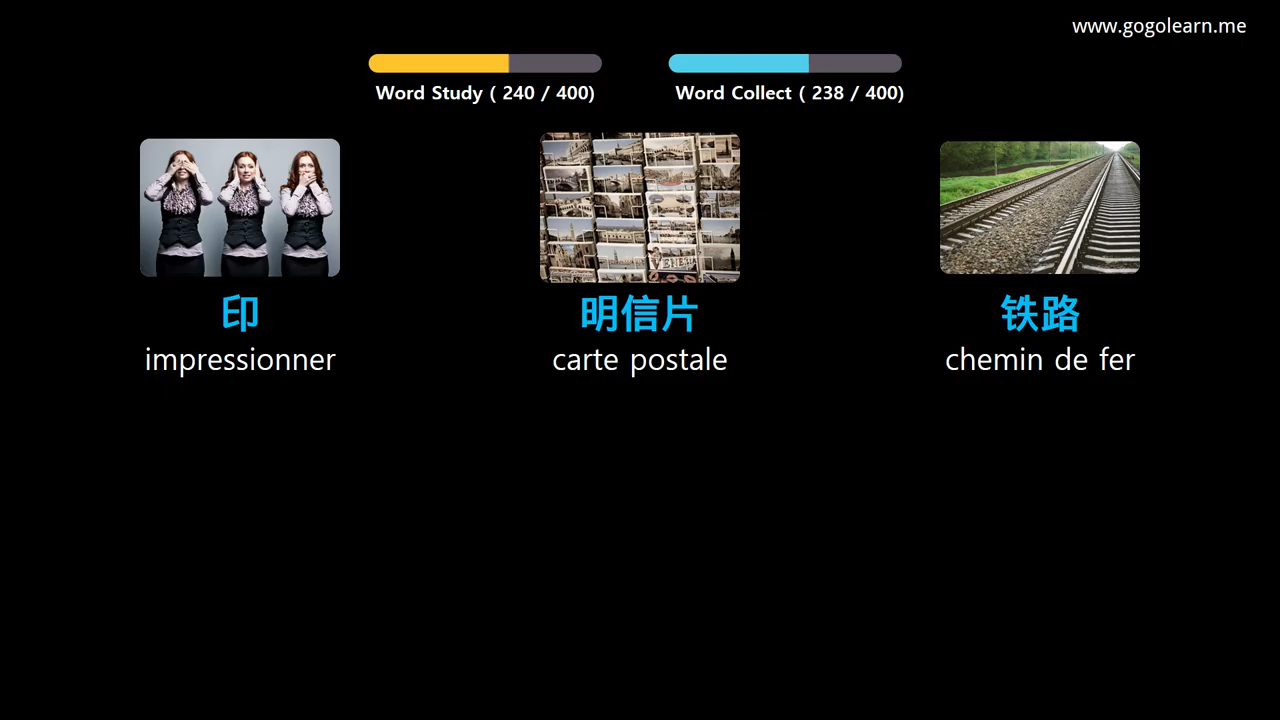 www.gogolearn.me
Word Study ( 240 / 400)
Word Collect ( 238 / 400)
印
impressionner
明信片
carte postale
铁路
chemin de fer